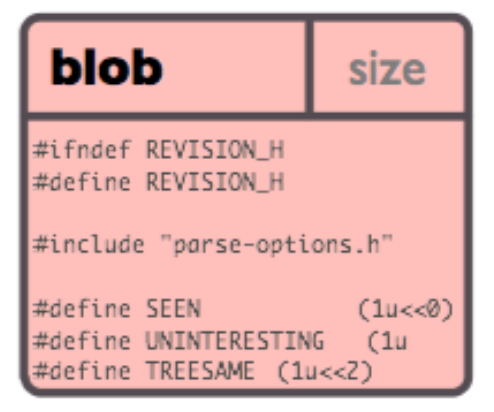 blob size
#ifndef REVISION_H
#define REVISION_H
#include "parse-options.h"
#define SEEN (1u<<0)
#define UNINTERESTING (1u
#define TREESAME (1u<<2)